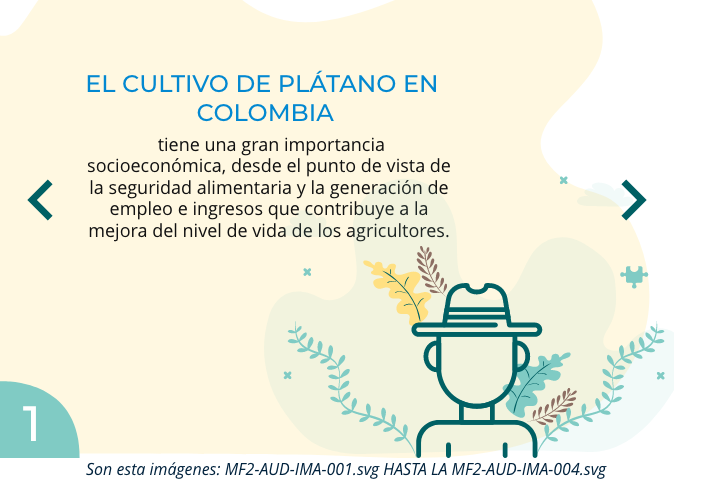 EL CULTIVO DE PLÁTANO EN
COLOMBIA
tiene una gran importancia
socioeconómica, desde el punto de vista de
la seguridad alimentaria y la generación de
empleo e ingresos que contribuye a la
mejora del nivel de vida de los agricultores.
1
Son esta imágenes: MF2-AUD-IMA-001.svg HASTA LA MF2-AUD-IMA-004.svg